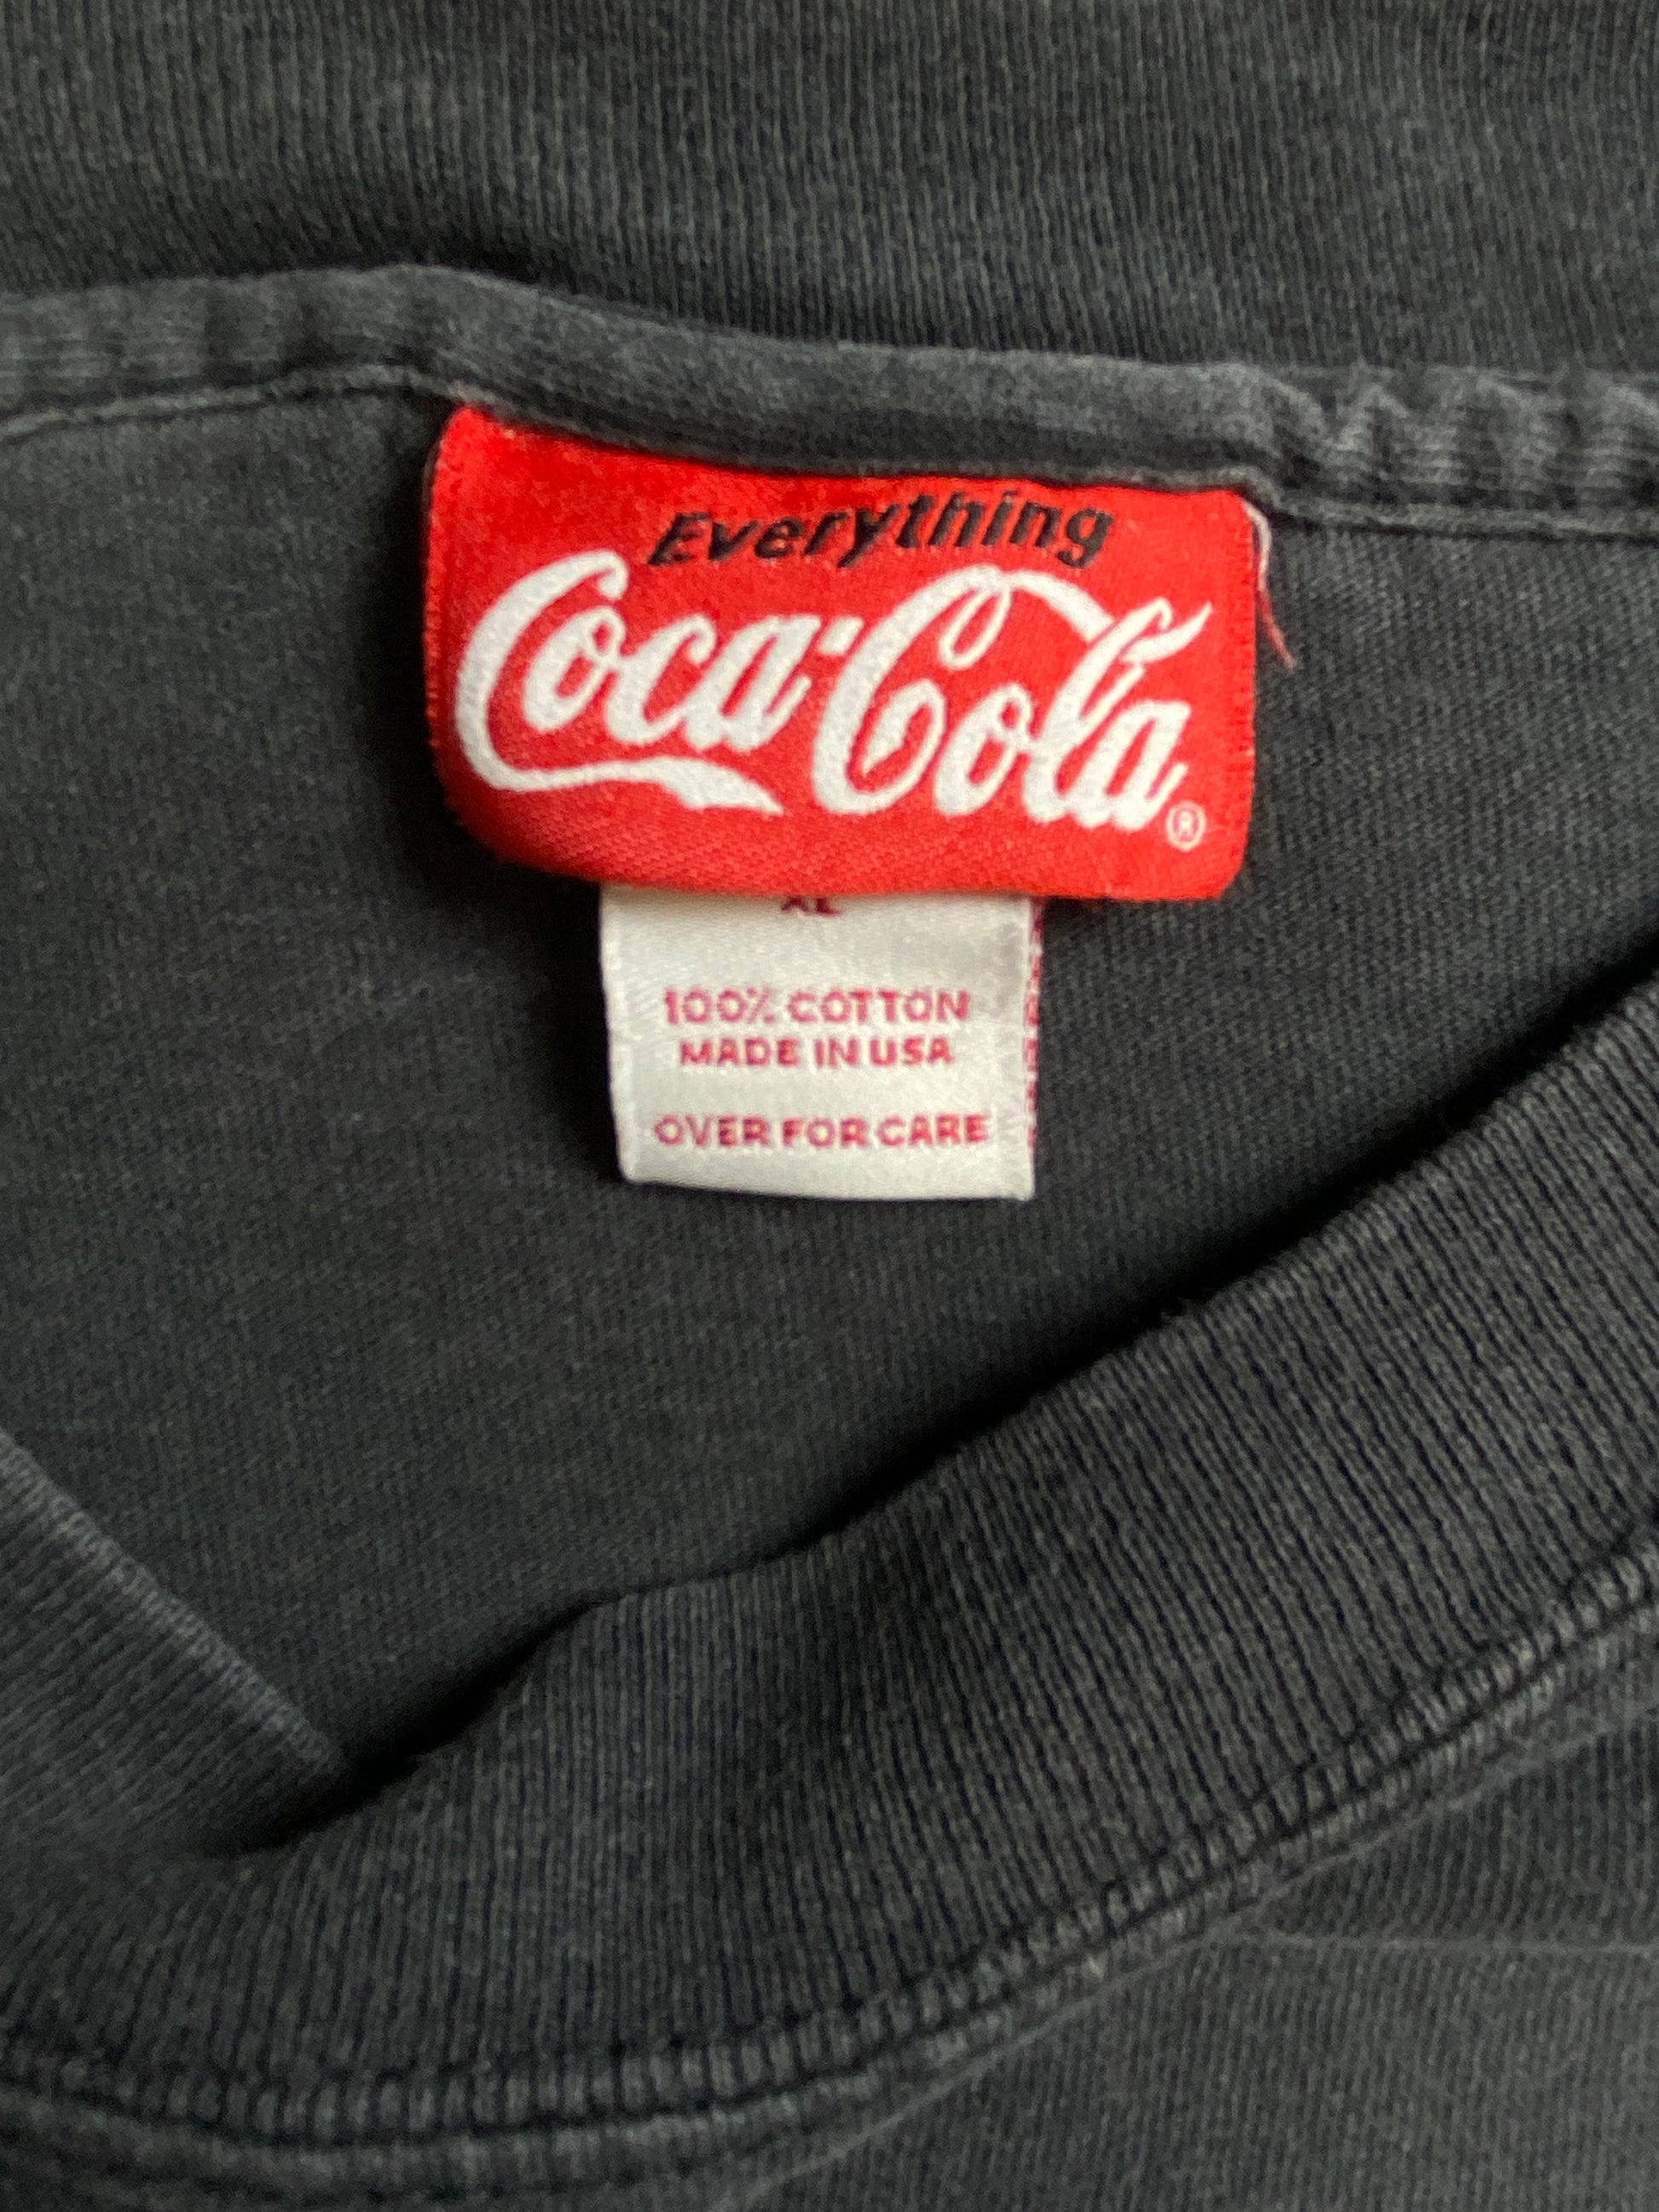 Everything
Coca-Cola®
XL
100% COTTON
MADE IN USA
OVER FOR CARE